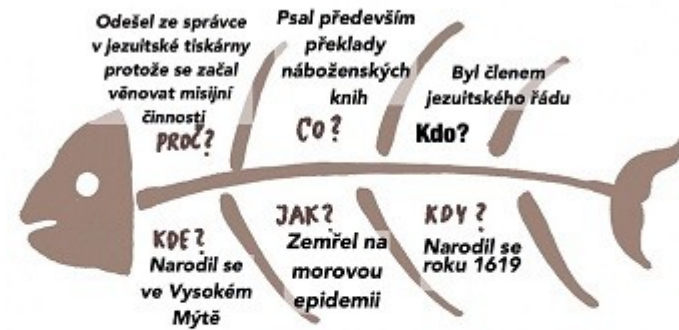 Odešel ze správce
v jezuitské tiskárny
protože se začal
věnovat misijní
činnosti
PROČ?
Psal především
překlady
náboženských
knih
CO?
Byl členem
jezuitského řádu
Kdo?
KDE?
Narodil se
ve Vysokém
Mýtě
JAK?
Zemřel na
morovou
epidemii
KDY?
Narodil se
roku 1619